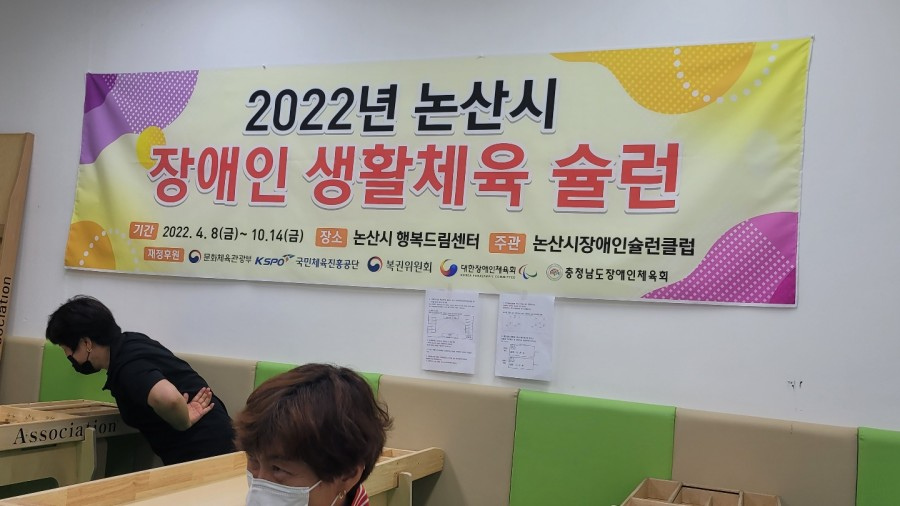 2022년 논산시
장애인 생활체육 슐런
기간 2022. 4. 8(금)~ 10.14(금) 장소 논산시 행복드림센터 주관 논산시장애인슐런클럽
재정후원 문화체육관광부 KSPO 국민체육진흥공단 복권위원회 대한장애인체육회 충청남도장애인체육회
KOREA PARALYMPIC COMMITTEE
Association
ssociation